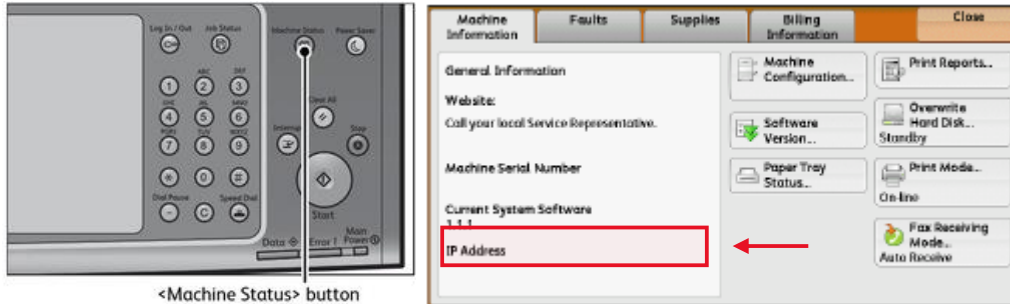 Log In / Out
Job Status
Machine Status
Power Saver
ABC
DEF
1
2
3
GHI
JKL
MNO
4
5
6
Clear All
PQRS
TUV
WXYZ
Interrupt
Stop
7
8
9
*
0
#
Dial Pause
Speed Dial
-
C
Start
Data
Error !
Main
Power
<Machine Status> button
Machine
Information
Faults
Supplies
Billing
Information
Close
General Information
Website:
Call your local Service Representative.
Machine Serial Number
Current System Software
1.1.1
IP Address
Machine
Configuration...
Print Reports...
Software
Version...
Overwrite
Hard Disk...
Standby
Paper Tray
Status...
Print Mode...
On-line
Fax Receiving
Mode...
Auto Receive